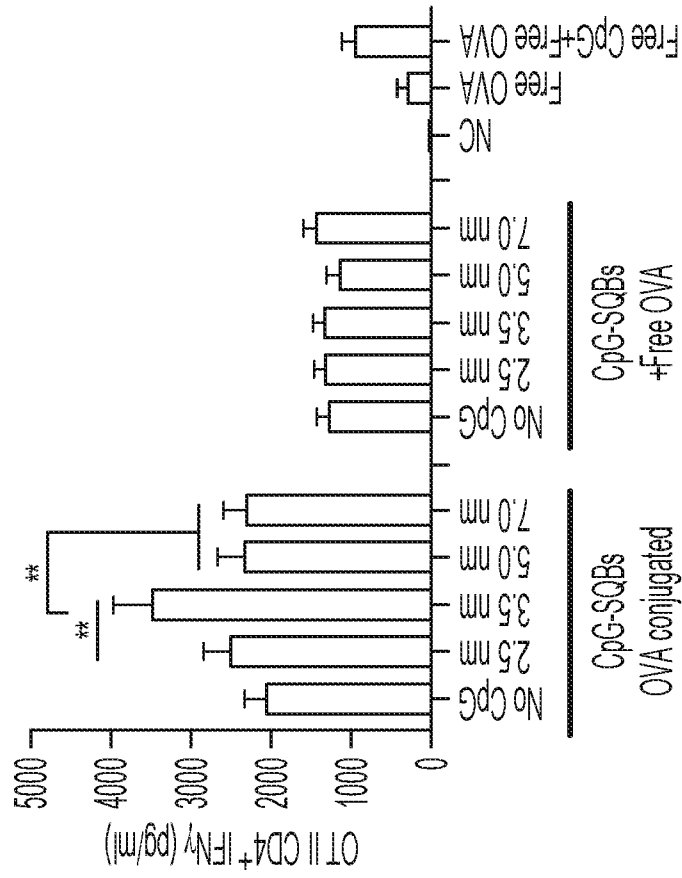 OT II CD4+ IFNγ (pg/ml)
5000
4000
3000
2000
1000
0
**
**
No CpG
2.5 nm
3.5 nm
5.0 nm
7.0 nm
No CpG
2.5 nm
3.5 nm
5.0 nm
7.0 nm
NC
Free OVA
Free CpG+Free OVA
CpG-SQBs
OVA conjugated
CpG-SQBs
+Free OVA